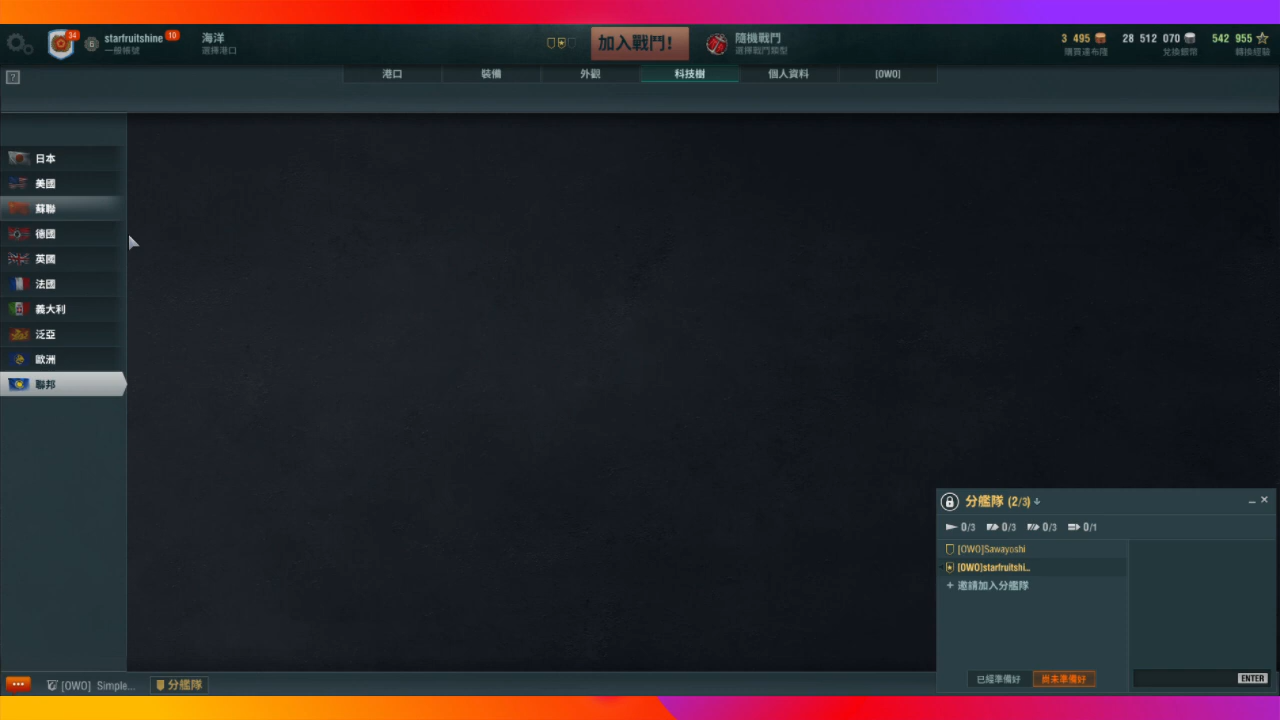 34
6
starfruitshine 10
一般帳號
海洋
選擇港口
加入戰鬥!
隨機戰鬥
選擇戰鬥類型
3 495
購買達布隆
28 512 070
兌換銀幣
542 955
轉換經驗
?
港口
裝備
外觀
科技樹
個人資料
[OWO]
日本
美國
蘇聯
德國
英國
法國
義大利
泛亞
歐洲
聯邦
分艦隊 (2/3)
0/3
0/3
0/3
0/1
[OWO]Sawayoshi
[OWO]starfruitshi...
+ 邀請加入分艦隊
已經準備好
尚未準備好
ENTER
[OWO] Simple...
分艦隊